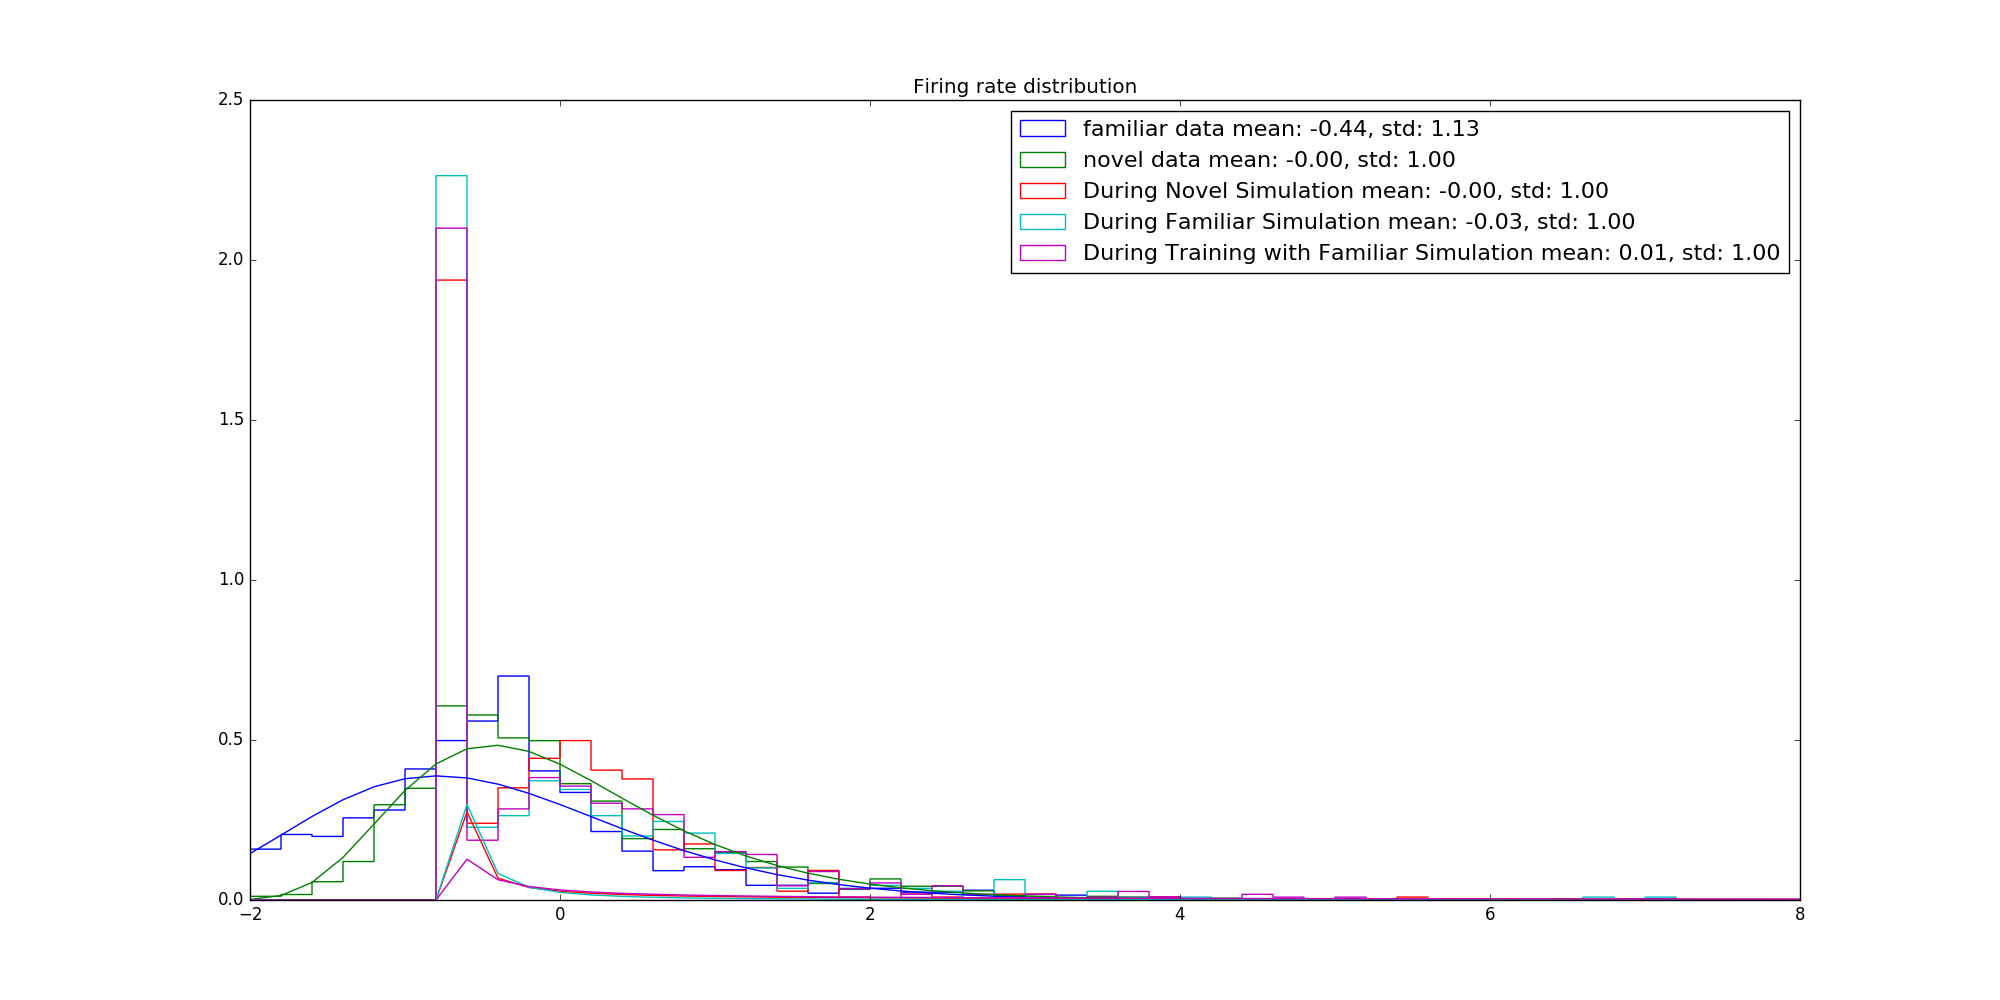 Firing rate distribution
2.5
2.0
1.5
1.0
0.5
0.0
familiar data mean: -0.44, std: 1.13
novel data mean: -0.00, std: 1.00
During Novel Simulation mean: -0.00, std: 1.00
During Familiar Simulation mean: -0.03, std: 1.00
During Training with Familiar Simulation mean: 0.01, std: 1.00
−2 0 2 4 6 8